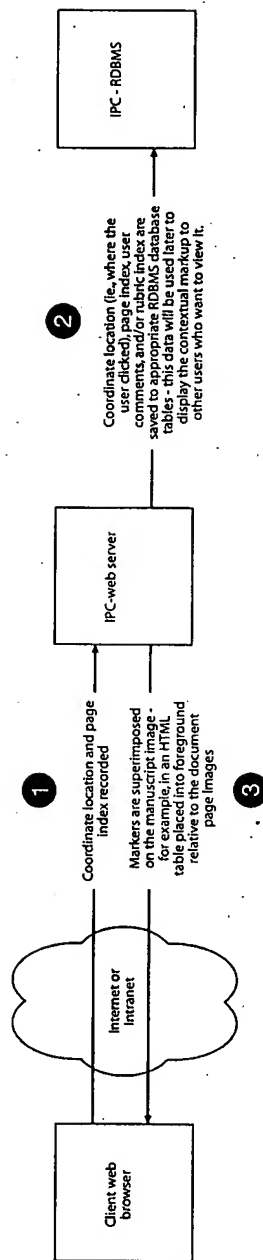 Client web
browser
Internet or
Intranet
1
Coordinate location and page
index recorded
Markers are superimposed
on the manuscript image -
for example, in an HTML
table placed into foreground
relative to the document
page Images
3
IPC-web server
2
Coordinate location (ie., where the
user clicked), page index, user
comments, and/or rubric index are
saved to appropriate RDBMS database
tables - this data will be used later to
display the contextual markup to
other users who want to view it.
IPC - RDBMS